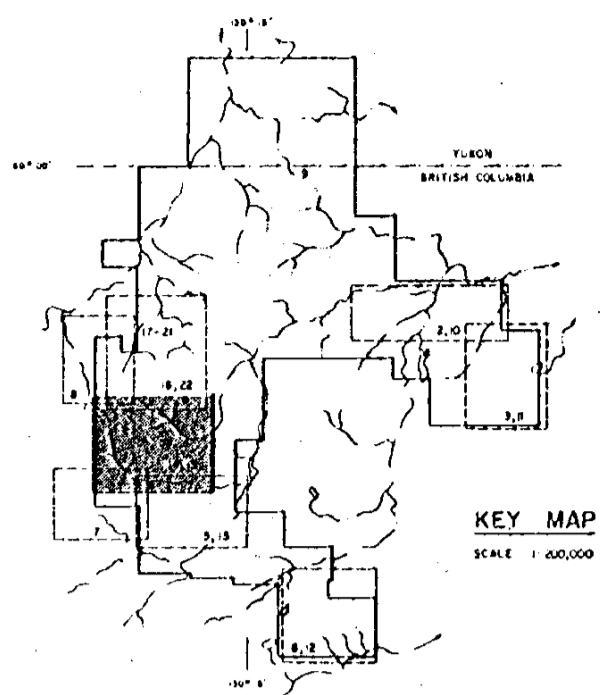 YUKON
BRITISH COLUMBIA
9
2,10
17-21
16,22
8
3,11
7
5,13
KEY MAP
SCALE 1:200,000
6,12